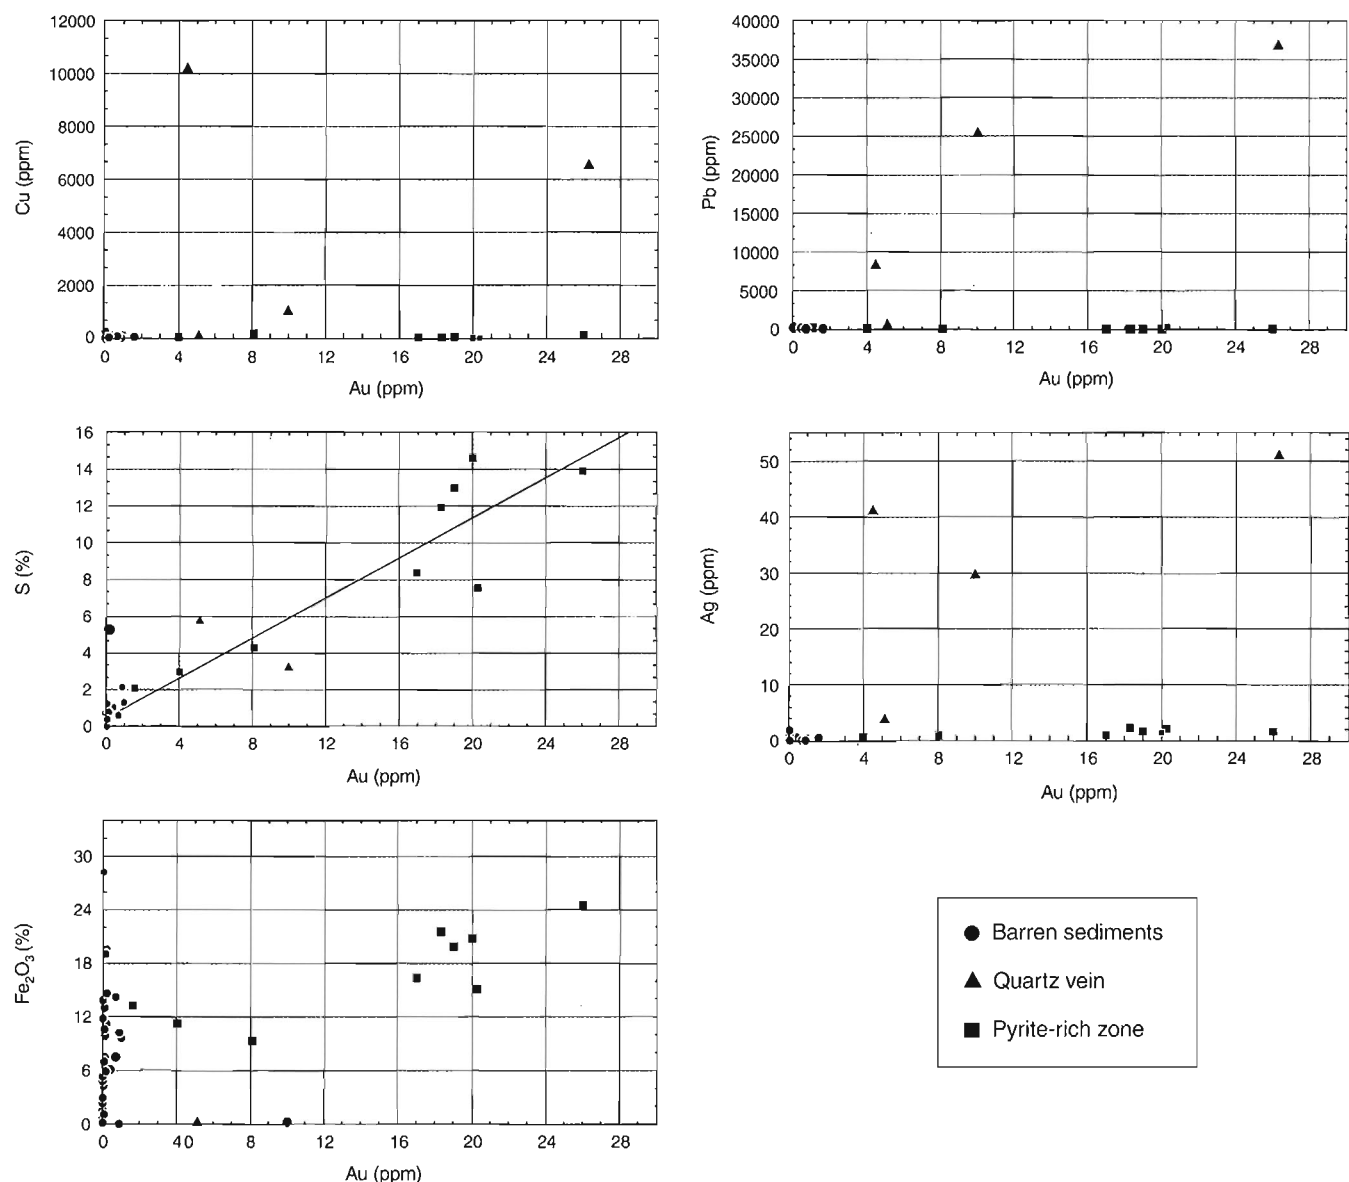 12000
10000
8000
6000
4000
2000
0
Cu (ppm)
0 4 8 12 16 20 24 28
Au (ppm)
40000
35000
30000
25000
20000
15000
10000
5000
0
Pb (ppm)
0 4 8 12 16 20 24 28
Au (ppm)
16
14
12
10
8
6
4
2
0
S (%)
0 4 8 12 16 20 24 28
Au (ppm)
50
40
30
20
10
0
Ag (ppm)
0 4 8 12 16 20 24 28
Au (ppm)
30
24
18
12
6
0
Fe₂O₃ (%)
0 40 8 12 16 20 24 28
Au (ppm)
Barren sediments
Quartz vein
Pyrite-rich zone